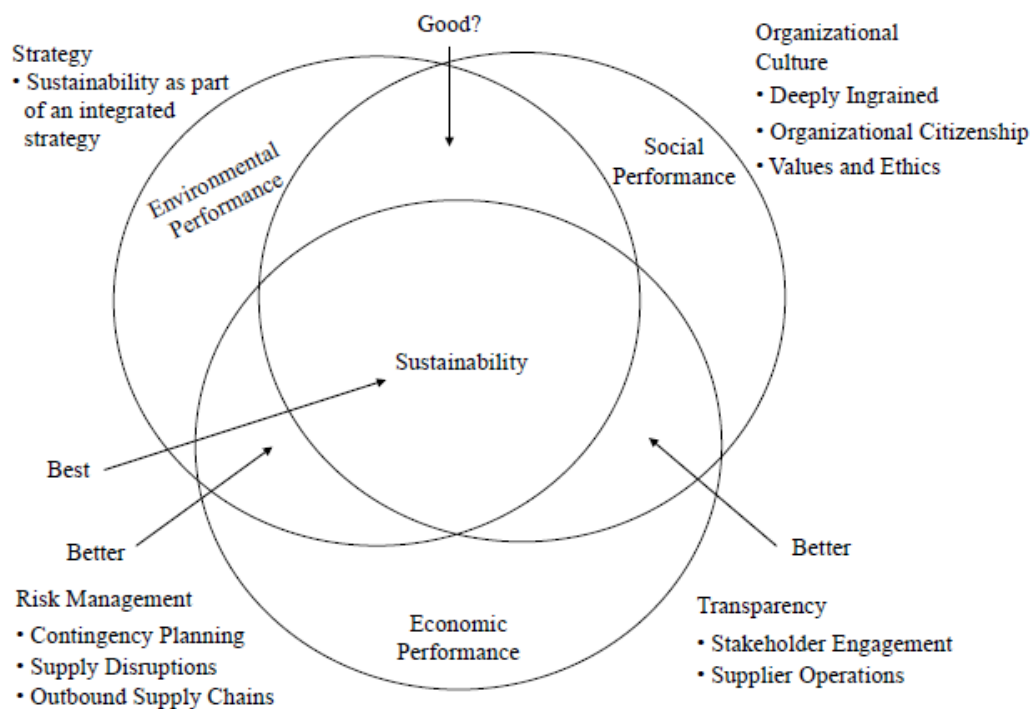 Good?
Strategy
• Sustainability as part
of an integrated
strategy
Organizational
Culture
• Deeply Ingrained
• Organizational Citizenship
• Values and Ethics
Environmental
Performance
Social
Performance
Sustainability
Best
Better
Better
Risk Management
• Contingency Planning
• Supply Disruptions
• Outbound Supply Chains
Economic
Performance
Transparency
• Stakeholder Engagement
• Supplier Operations